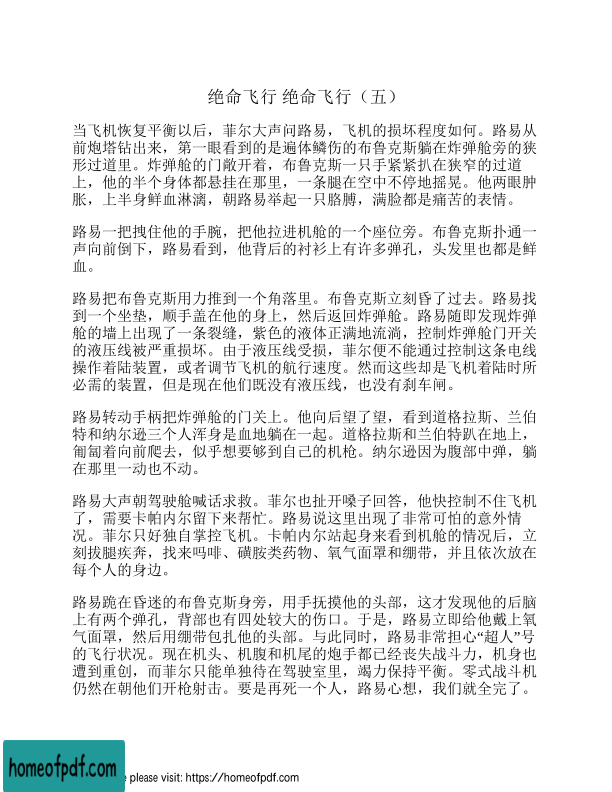 绝命飞行 绝命飞行（五）
当飞机恢复平衡以后，菲尔大声问路易，飞机的损坏程度如何。路易从
前炮塔钻出来，第一眼看到的是遍体鳞伤的布鲁克斯躺在炸弹舱旁的狭
形过道里。炸弹舱的门敞开着，布鲁克斯一只手紧紧扒在狭窄的过道
上，他的半个身体都悬挂在那里，一条腿在空中不停地摇晃。他两眼肿
胀，上半身鲜血淋漓，朝路易举起一只胳膊，满脸都是痛苦的表情。
路易一把拽住他的手腕，把他拉进机舱的一个座位旁。布鲁克斯扑通一
声向前倒下，路易看到，他背后的衬衫上有许多弹孔，头发里也都是鲜
血。
路易把布鲁克斯用力推到一个角落里。布鲁克斯立刻昏了过去。路易找
到一个坐垫，顺手盖在他的身上，然后返回炸弹舱。路易随即发现炸弹
舱的墙上出现了一条裂缝，紫色的液体正满地流淌，控制炸弹舱门开关
的液压线被严重损坏。由于液压线受损，菲尔便不能通过控制这条电线
操作着陆装置，或者调节飞机的航行速度。然而这些却是飞机着陆时所
必需的装置，但是现在他们既没有液压线，也没有刹车闸。
路易转动手柄把炸弹舱的门关上。他向后望了望，看到道格拉斯、兰伯
特和纳尔逊三个人浑身是血地躺在一起。道格拉斯和兰伯特趴在地上，
匍匐着向前爬去，似乎想要够到自己的机枪。纳尔逊因为腹部中弹，躺
在那里一动也不动。
路易大声朝驾驶舱喊话求救。菲尔也扯开嗓子回答，他快控制不住飞机
了，需要卡帕内尔留下来帮忙。路易说这里出现了非常可怕的意外情
况。菲尔只好独自掌控飞机。卡帕内尔站起身来看到机舱的情况后，立
刻拔腿疾奔，找来吗啡、磺胺类药物、氧气面罩和绷带，并且依次放在
每个人的身边。
路易跪在昏迷的布鲁克斯身旁，用手抚摸他的头部，这才发现他的后脑
上有两个弹孔，背部也有四处较大的伤口。于是，路易立即给他戴上氧
气面罩，然后用绷带包扎他的头部。与此同时，路易非常担心“超人”号
的飞行状况。现在机头、机腹和机尾的炮手都已经丧失战斗力，机身也
遭到重创，而菲尔只能单独待在驾驶室里，竭力保持平衡。零式战斗机
仍然在朝他们开枪射击。要是再死一个人，路易心想，我们就全完了。
homeofpdf.com
e please visit: https://homeofpdf.com